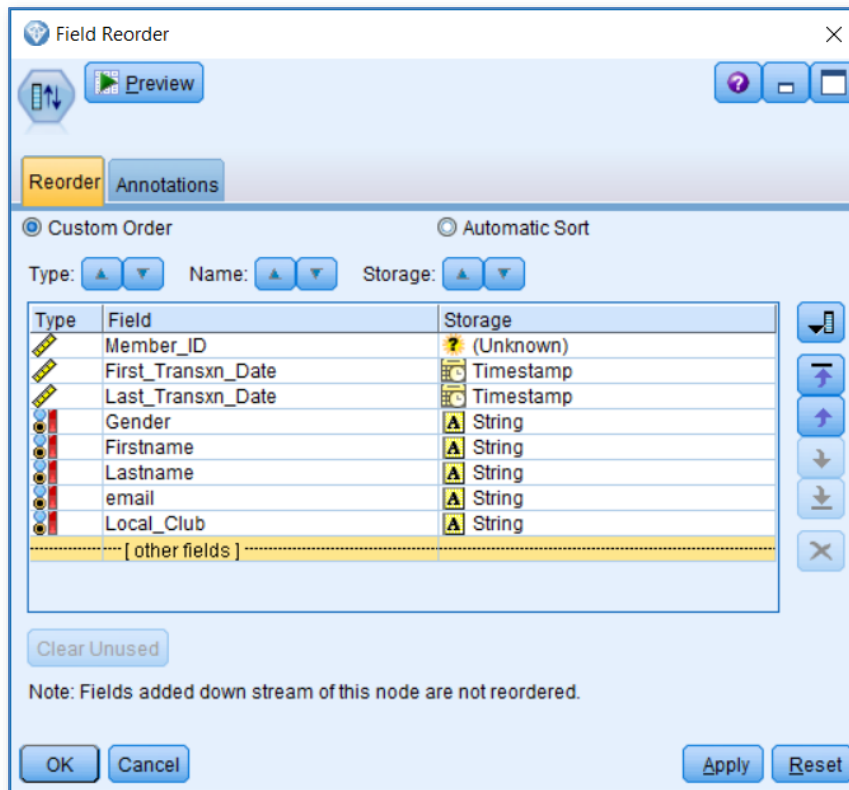 Field Reorder
Preview
Reorder Annotations
Custom Order Automatic Sort
Type: Name: Storage:
Type Field Storage
Member_ID ? (Unknown)
First_Transxn_Date Timestamp
Last_Transxn_Date Timestamp
Gender A String
Firstname A String
Lastname A String
email A String
Local_Club A String
[ other fields ]
Clear Unused
Note: Fields added down stream of this node are not reordered.
OK Cancel Apply Reset